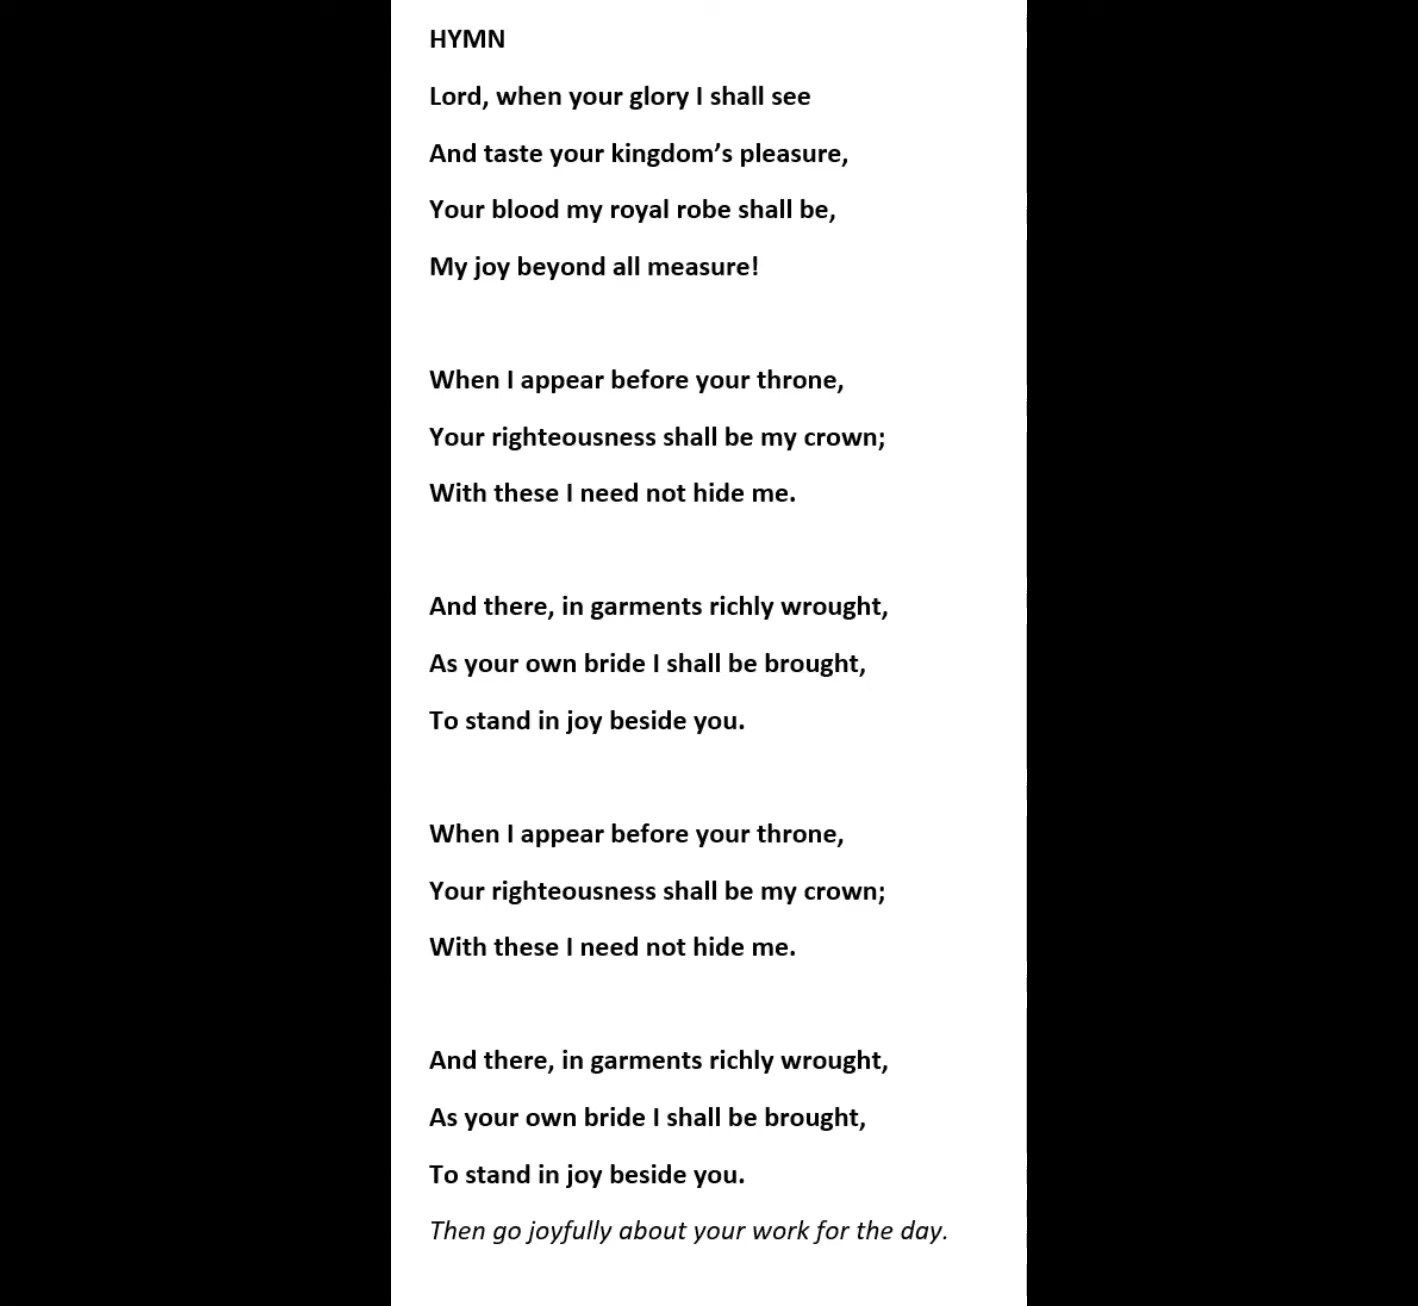 HYMN
Lord, when your glory I shall see
And taste your kingdom’s pleasure,
Your blood my royal robe shall be,
My joy beyond all measure!
When I appear before your throne,
Your righteousness shall be my crown;
With these I need not hide me.
And there, in garments richly wrought,
As your own bride I shall be brought,
To stand in joy beside you.
When I appear before your throne,
Your righteousness shall be my crown;
With these I need not hide me.
And there, in garments richly wrought,
As your own bride I shall be brought,
To stand in joy beside you.
Then go joyfully about your work for the day.